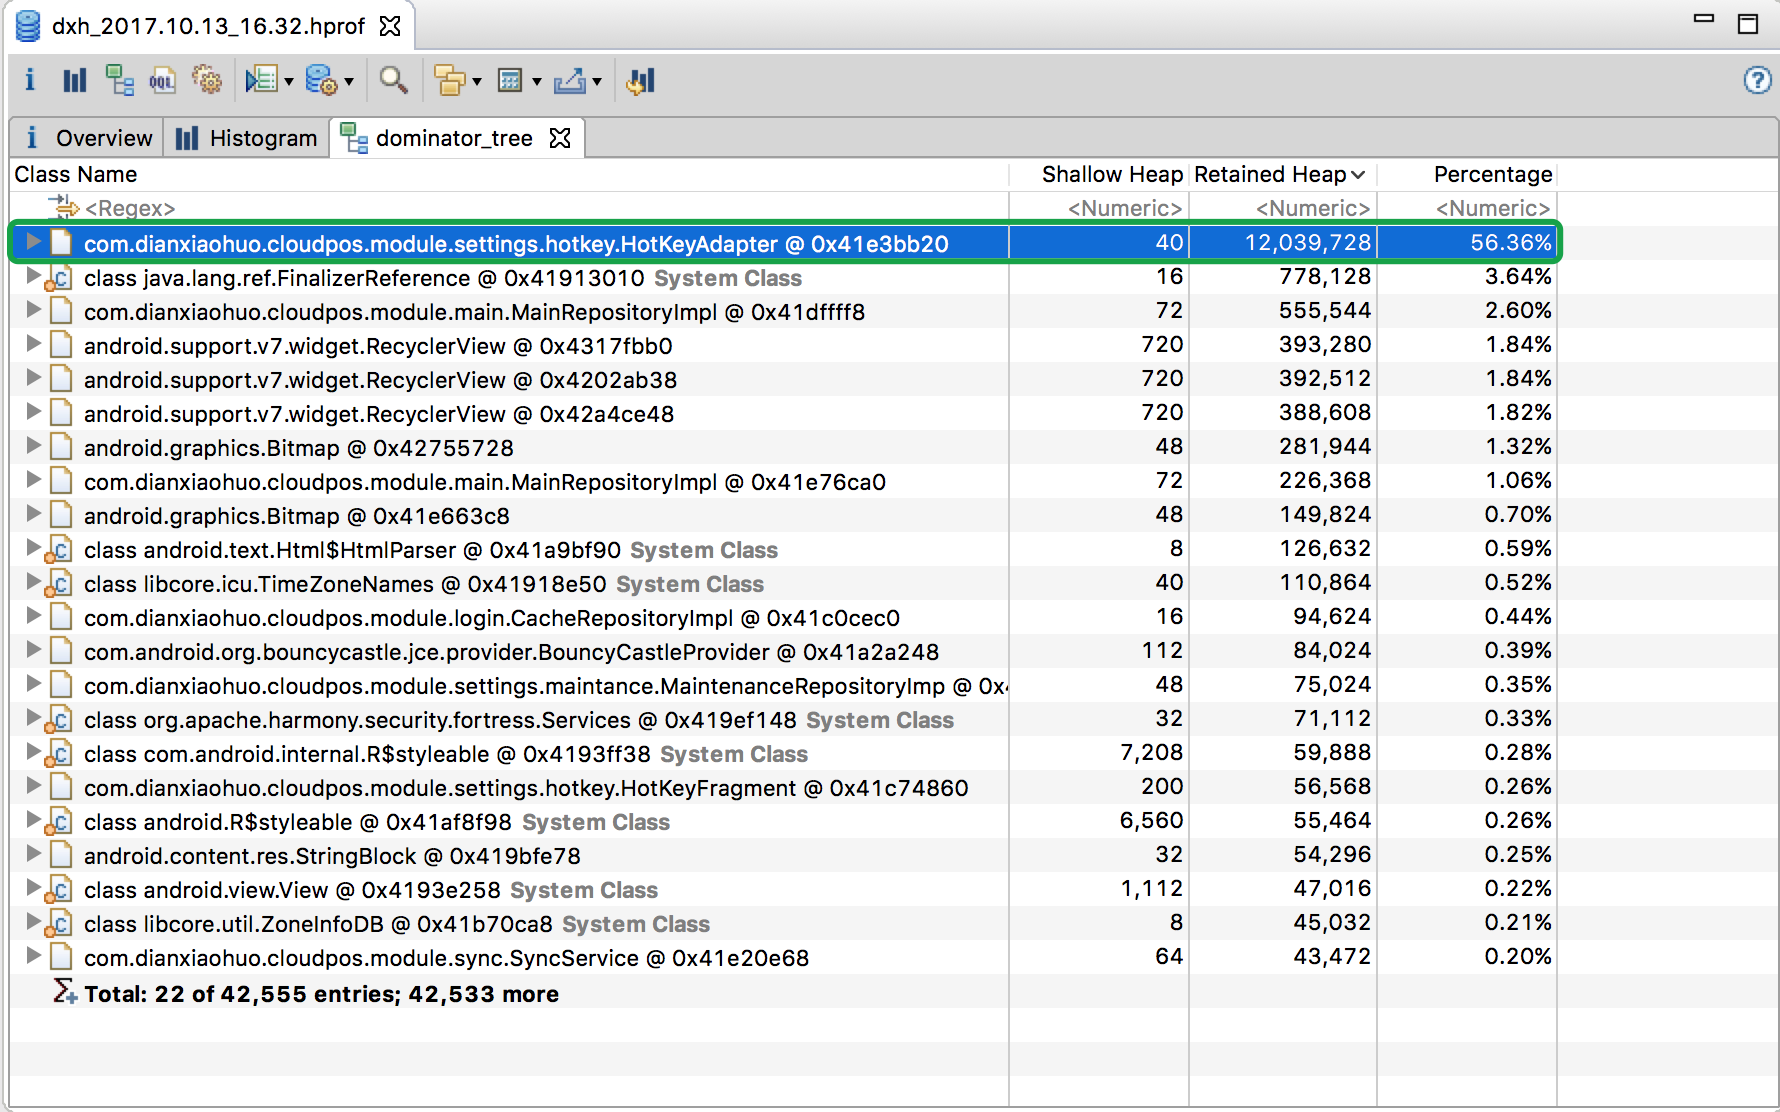 dxh_2017.10.13_16.32.hprof
i OQL ?
i Overview Histogram dominator_tree
Class Name Shallow Heap Retained Heap Percentage
<Regex> <Numeric> <Numeric> <Numeric>
com.dianxiaohuo.cloudpos.module.settings.hotkey.HotKeyAdapter @ 0x41e3bb20 40 12,039,728 56.36%
class java.lang.ref.FinalizerReference @ 0x41913010 System Class 16 778,128 3.64%
com.dianxiaohuo.cloudpos.module.main.MainRepositoryImpl @ 0x41dffff8 72 555,544 2.60%
android.support.v7.widget.RecyclerView @ 0x4317fbb0 720 393,280 1.84%
android.support.v7.widget.RecyclerView @ 0x4202ab38 720 392,512 1.84%
android.support.v7.widget.RecyclerView @ 0x42a4ce48 720 388,608 1.82%
android.graphics.Bitmap @ 0x42755728 48 281,944 1.32%
com.dianxiaohuo.cloudpos.module.main.MainRepositoryImpl @ 0x41e76ca0 72 226,368 1.06%
android.graphics.Bitmap @ 0x41e663c8 48 149,824 0.70%
class android.text.Html$HtmlParser @ 0x41a9bf90 System Class 8 126,632 0.59%
class libcore.icu.TimeZoneNames @ 0x41918e50 System Class 40 110,864 0.52%
com.dianxiaohuo.cloudpos.module.login.CacheRepositoryImpl @ 0x41c0cec0 16 94,624 0.44%
com.android.org.bouncycastle.jce.provider.BouncyCastleProvider @ 0x41a2a248 112 84,024 0.39%
com.dianxiaohuo.cloudpos.module.settings.maintance.MaintenanceRepositoryImp @ 0x4 48 75,024 0.35%
class org.apache.harmony.security.fortress.Services @ 0x419ef148 System Class 32 71,112 0.33%
class com.android.internal.R$styleable @ 0x4193ff38 System Class 7,208 59,888 0.28%
com.dianxiaohuo.cloudpos.module.settings.hotkey.HotKeyFragment @ 0x41c74860 200 56,568 0.26%
class android.R$styleable @ 0x41af8f98 System Class 6,560 55,464 0.26%
android.content.res.StringBlock @ 0x419bfe78 32 54,296 0.25%
class android.view.View @ 0x4193e258 System Class 1,112 47,016 0.22%
class libcore.util.ZoneInfoDB @ 0x41b70ca8 System Class 8 45,032 0.21%
com.dianxiaohuo.cloudpos.module.sync.SyncService @ 0x41e20e68 64 43,472 0.20%
Total: 22 of 42,555 entries; 42,533 more